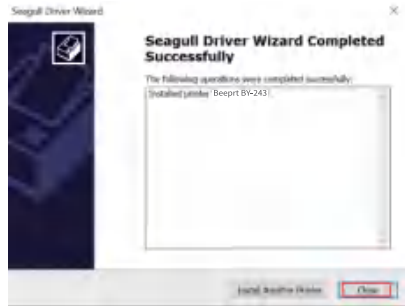 Seagull Driver Wizard
Seagull Driver Wizard Completed
Successfully
The following operations were completed successfully:
Installed printer Beeprt BY-243
Install Another Printer
Close